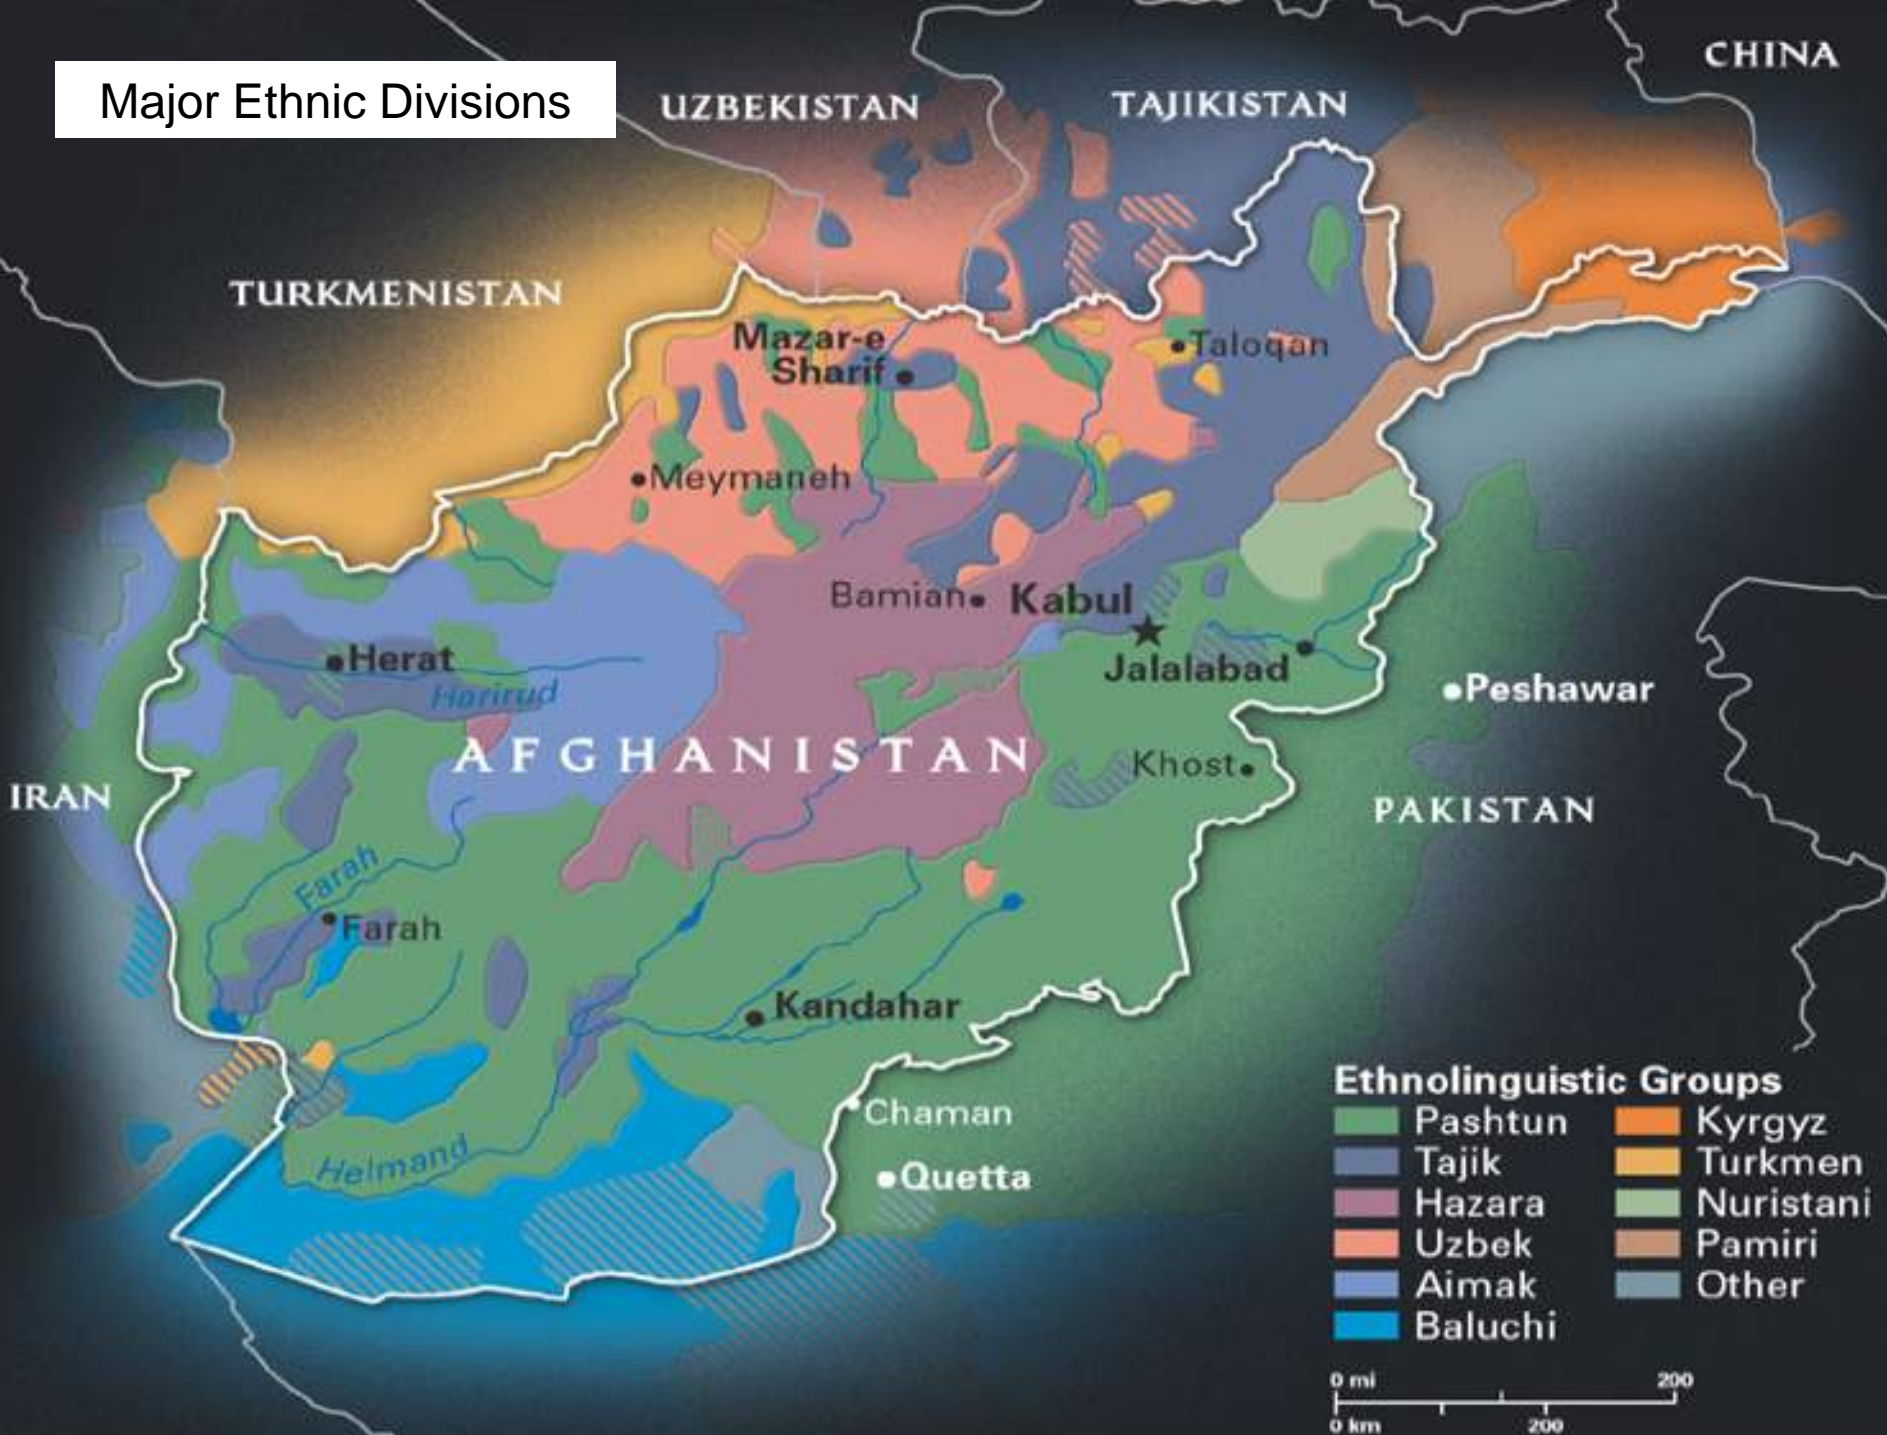 Major Ethnic Divisions
CHINA
UZBEKISTAN
TAJIKISTAN
TURKMENISTAN
Mazar-e
Sharif
Taloqan
Meymaneh
Bamian
Kabul
Herat
Harirud
Jalalabad
Peshawar
AFGHANISTAN
Khost
IRAN
PAKISTAN
Farah
Farah
Kandahar
Chaman
Helmand
Quetta
Ethnolinguistic Groups
Pashtun
Tajik
Hazara
Uzbek
Aimak
Baluchi
Kyrgyz
Turkmen
Nuristani
Pamiri
Other
0 mi 200
0 km 200